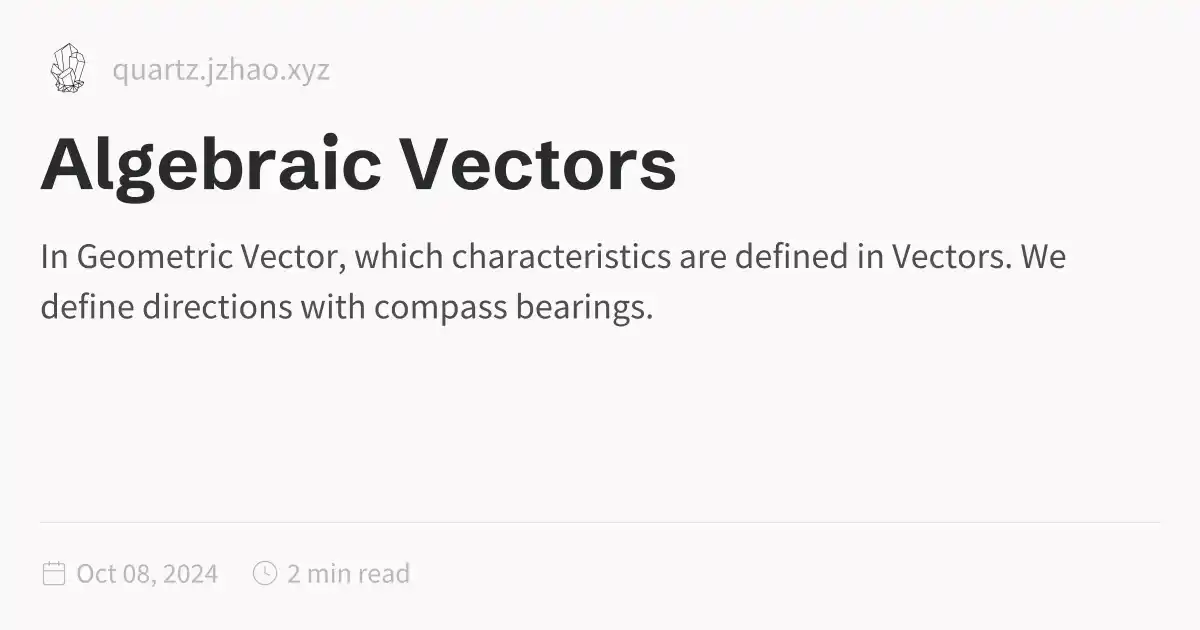 quartz.jzhao.xyz
Algebraic Vectors
In Geometric Vector, which characteristics are defined in Vectors. We
define directions with compass bearings.
Oct 08, 2024 2 min read